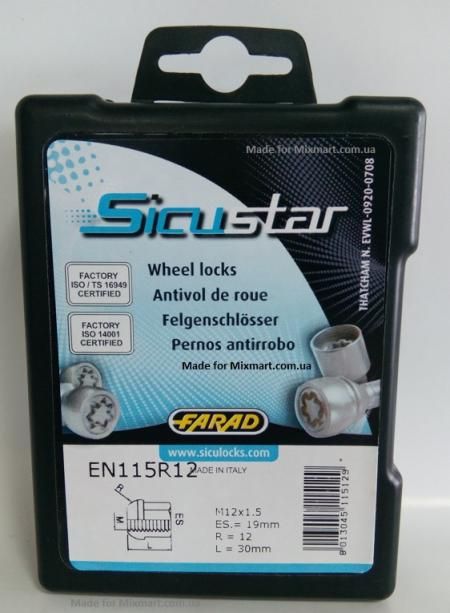 Made for Mixmart.com.ua
Sicustar
THATCHAM N. EVWL-0920-0708
FACTORY
ISO / TS 16949
CERTIFIED
FACTORY
ISO 14001
CERTIFIED
Wheel locks
Antivol de roue
Felgenschlösser
Pernos antirrobo
Made for Mixmart.com.ua
FARAD
www.siculocks.com
MADE IN ITALY
EN115R12
R
M
ES
L
M12x1.5
ES.= 19mm
R = 12
L = 30mm
8013045115129
Made for Mixmart.com.ua